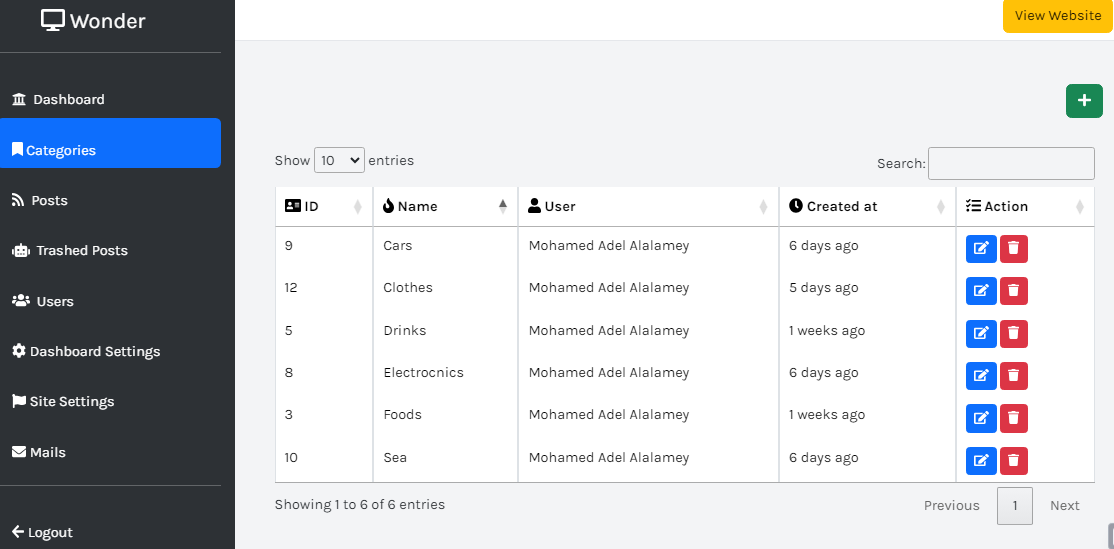 Wonder
View Website
Dashboard
Categories
Posts
Trashed Posts
Users
Dashboard Settings
Site Settings
Mails
Logout
+
Show 10 entries
Search:
ID Name User Created at Action
9 Cars Mohamed Adel Alalamey 6 days ago
12 Clothes Mohamed Adel Alalamey 5 days ago
5 Drinks Mohamed Adel Alalamey 1 weeks ago
8 Electrocnics Mohamed Adel Alalamey 6 days ago
3 Foods Mohamed Adel Alalamey 1 weeks ago
10 Sea Mohamed Adel Alalamey 6 days ago
Showing 1 to 6 of 6 entries
Previous 1 Next